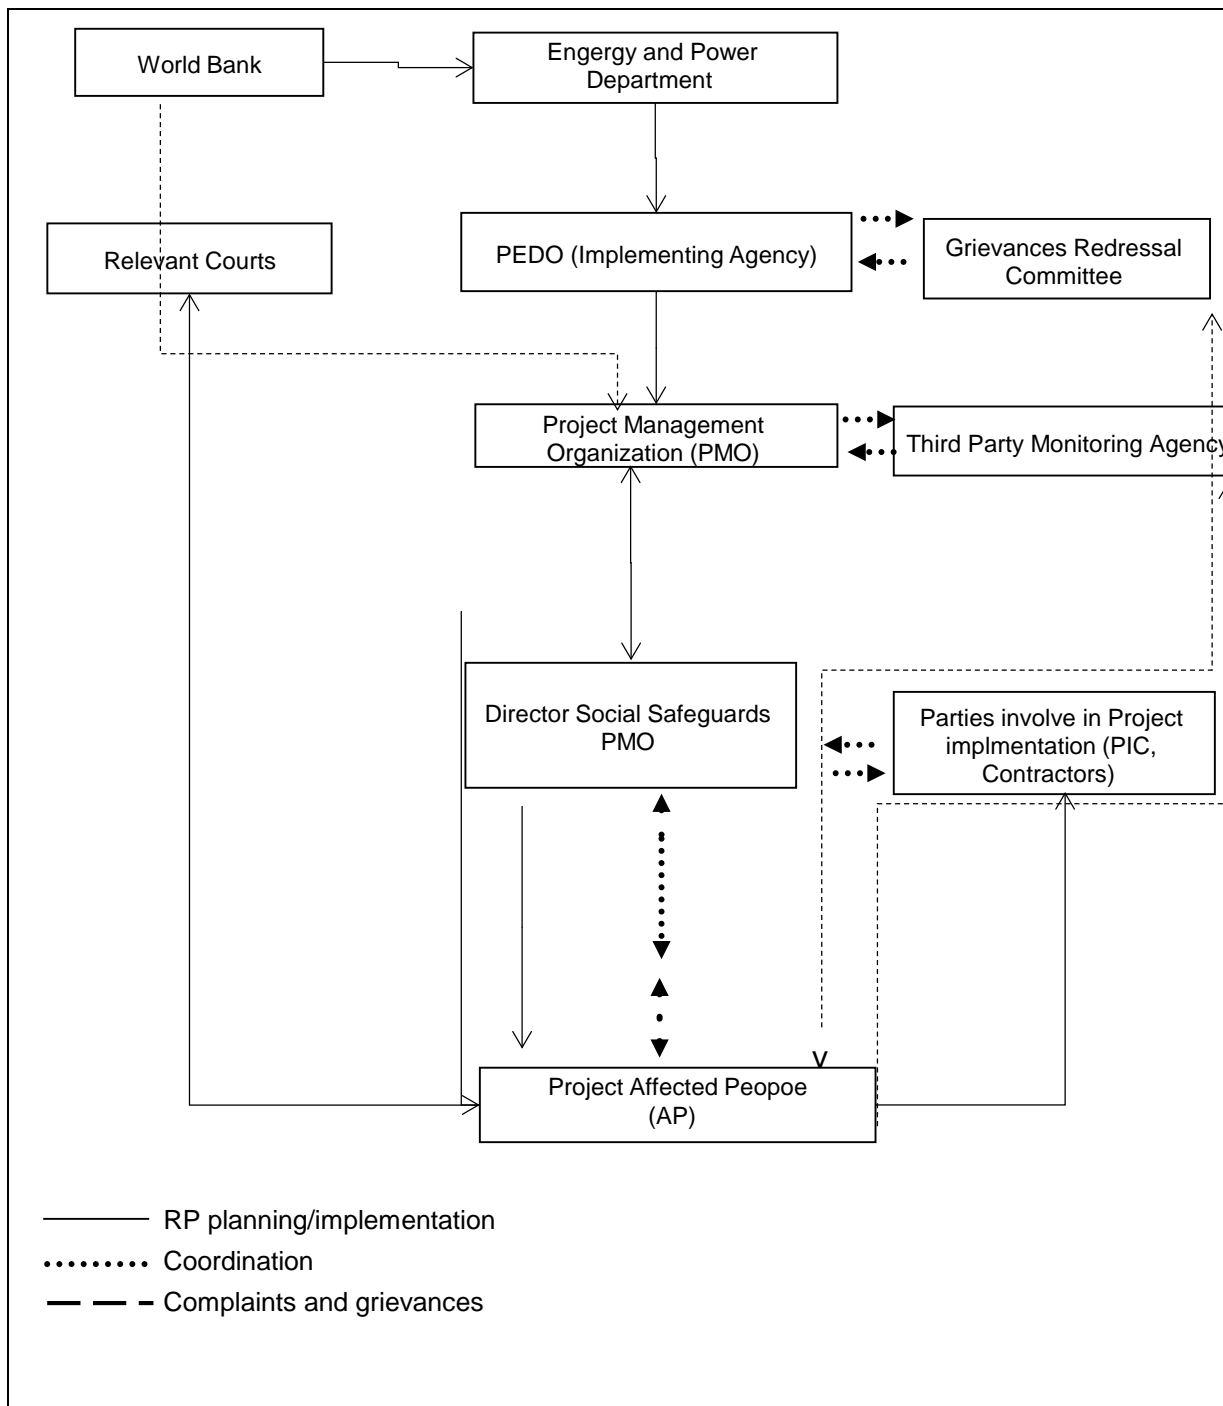 World Bank
Engergy and Power
Department
Relevant Courts
PEDO (Implementing Agency)
Grievances Redressal
Committee
Project Management
Organization (PMO)
Third Party Monitoring Agency
Director Social Safeguards
PMO
Parties involve in Project
implmentation (PIC,
Contractors)
Project Affected Peopoe
(AP)
RP planning/implementation
Coordination
Complaints and grievances